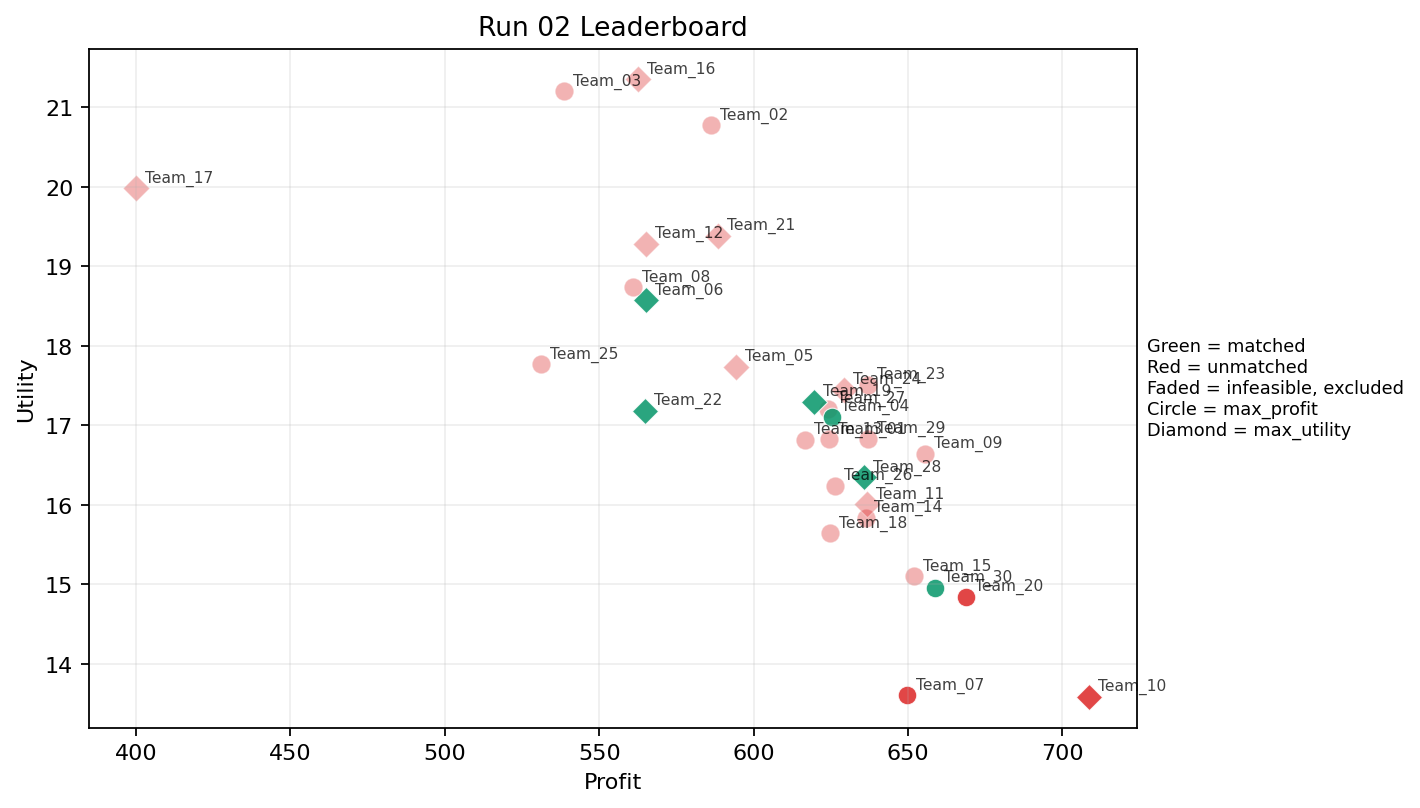 Run 02 Leaderboard
Team_16
Team_03
Team_02
Team_17
Team_21
Team_12
Team_08
Team_06
Team_25
Team_05
Team_23
Team_24
Team_19
Team_27
Team_04
Team_22
Team_13
Team_01
Team_29
Team_09
Team_28
Team_26
Team_11
Team_14
Team_18
Team_15
Team_30
Team_20
Team_07
Team_10
Green = matched
Red = unmatched
Faded = infeasible, excluded
Circle = max_profit
Diamond = max_utility
Utility
21
20
19
18
17
16
15
14
400
450
500
550
600
650
700
Profit